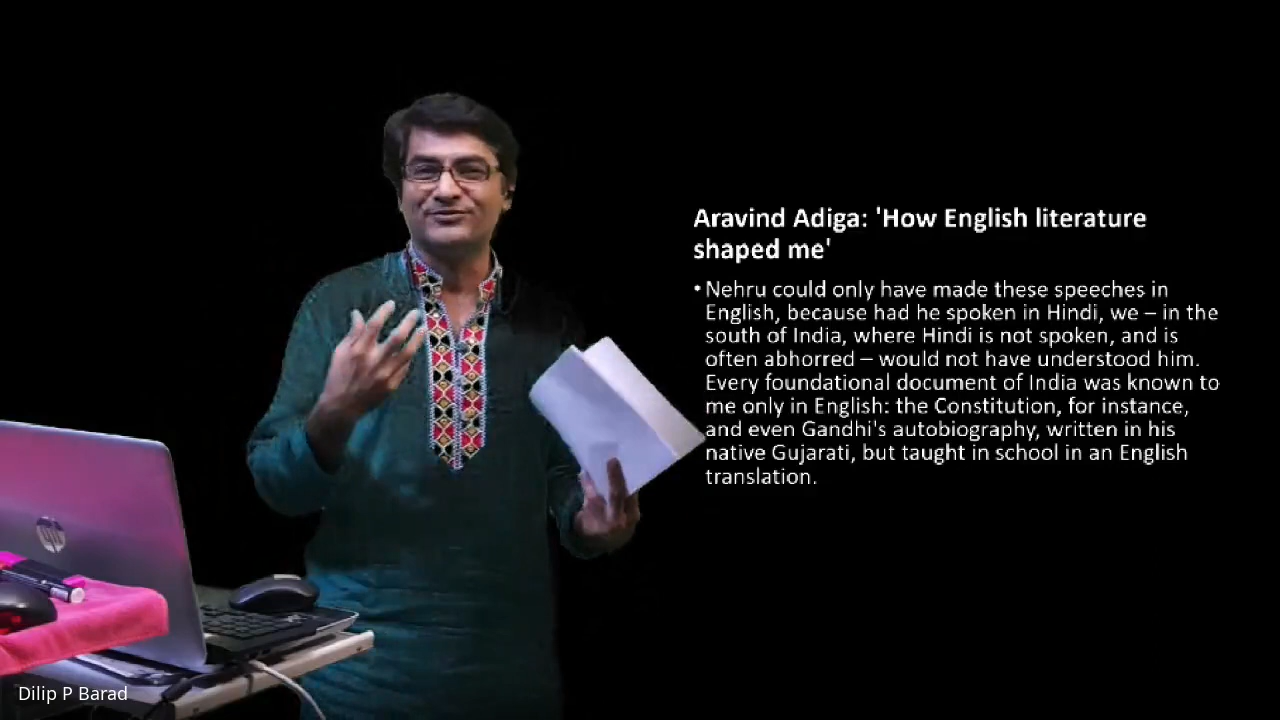 Aravind Adiga: 'How English literature
shaped me'
• Nehru could only have made these speeches in
English, because had he spoken in Hindi, we – in the
south of India, where Hindi is not spoken, and is
often abhorred – would not have understood him.
Every foundational document of India was known to
me only in English: the Constitution, for instance,
and even Gandhi's autobiography, written in his
native Gujarati, but taught in school in an English
translation.
hp
Dilip P Barad